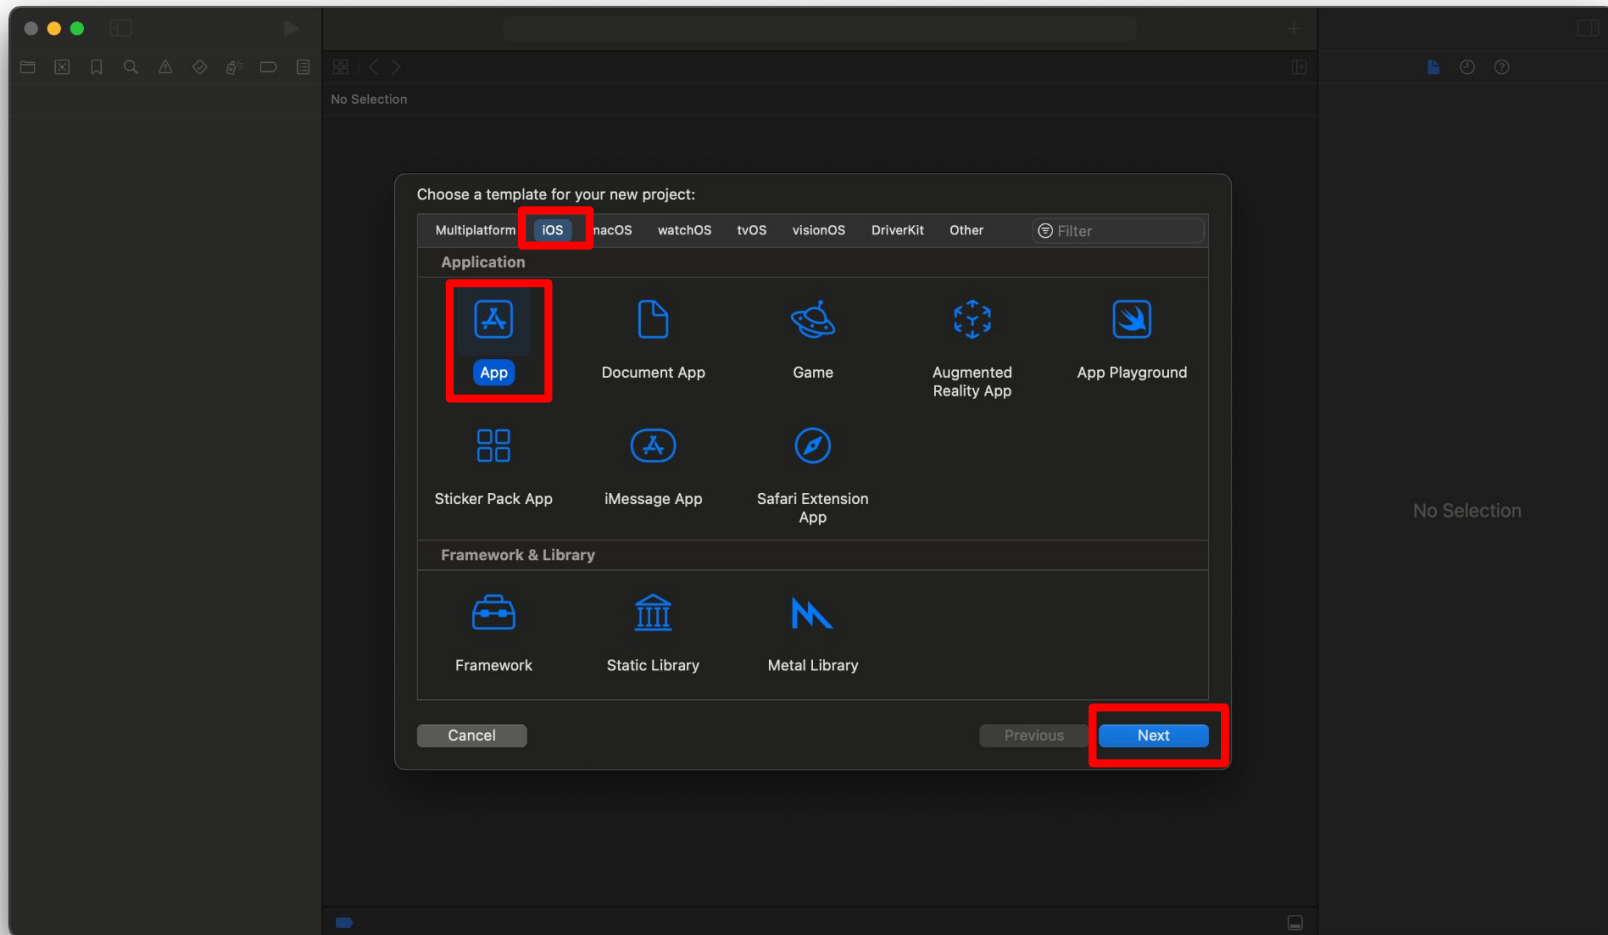 No Selection
Choose a template for your new project:
Multiplatform iOS macOS watchOS tvOS visionOS DriverKit Other Filter
Application
App Document App Game Augmented Reality App App Playground
Sticker Pack App iMessage App Safari Extension App
No Selection
Framework & Library
Framework Static Library Metal Library
Cancel Previous Next